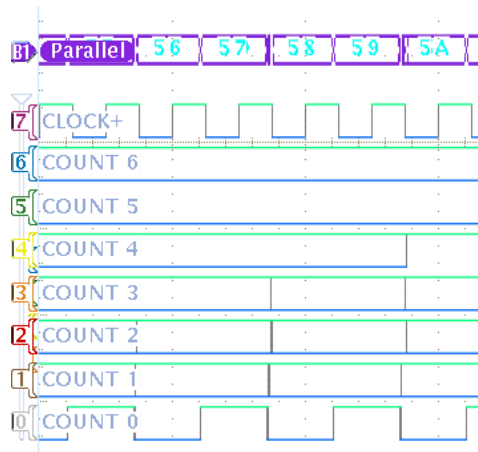 B1 Parallel 56 57 58 59 5A
7 CLOCK+
6 COUNT 6
5 COUNT 5
4 COUNT 4
3 COUNT 3
2 COUNT 2
1 COUNT 1
0 COUNT 0